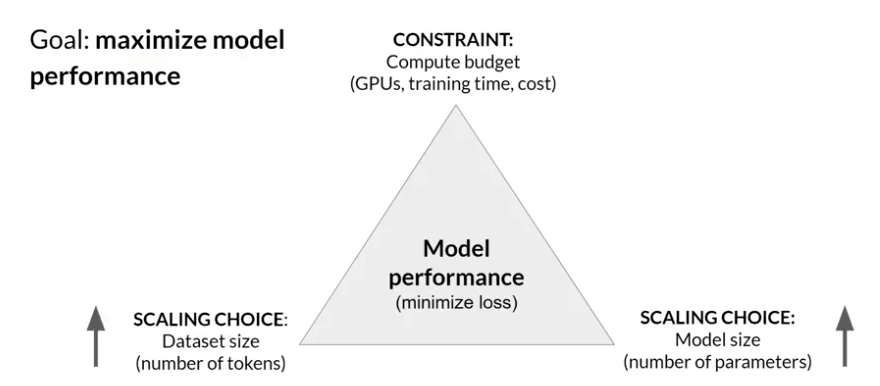 Goal: maximize model
performance
CONSTRAINT:
Compute budget
(GPUs, training time, cost)
Model
performance
(minimize loss)
SCALING CHOICE:
Dataset size
(number of tokens)
SCALING CHOICE:
Model size
(number of parameters)